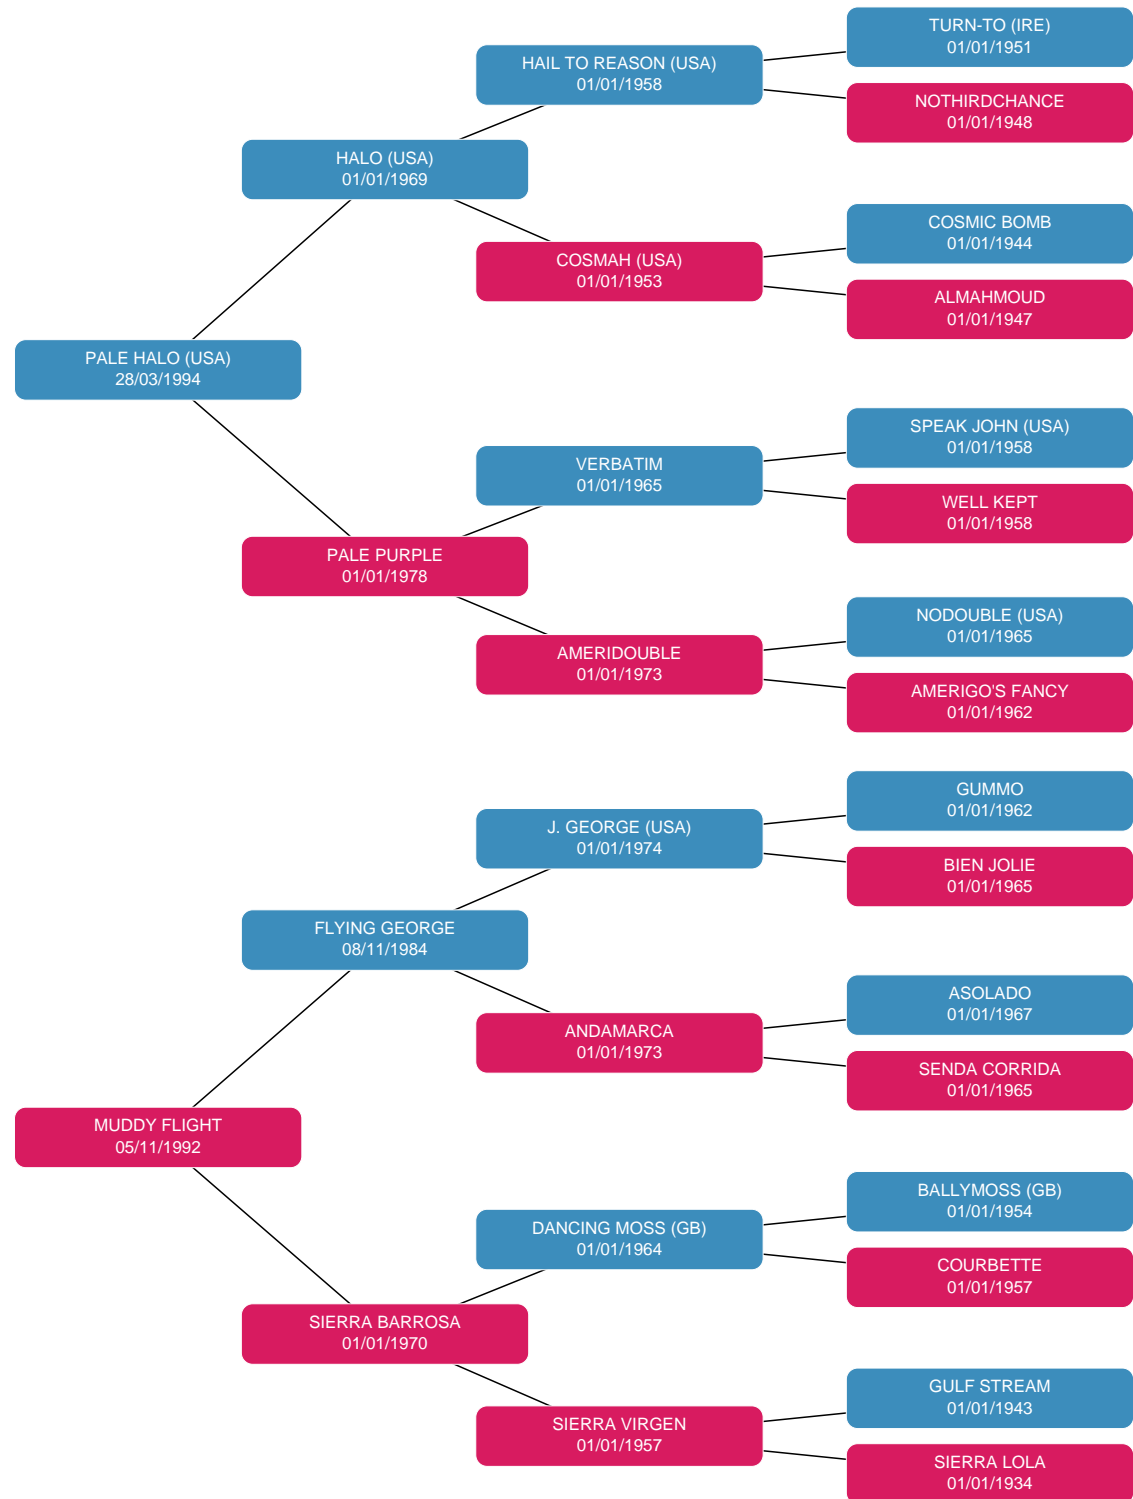 TURN-TO (IRE)
01/01/1951
HAIL TO REASON (USA)
01/01/1958
NOTHIRDCHANCE
01/01/1948
HALO (USA)
01/01/1969
COSMIC BOMB
01/01/1944
COSMAH (USA)
01/01/1953
ALMAHMOUD
01/01/1947
PALE HALO (USA)
28/03/1994
SPEAK JOHN (USA)
01/01/1958
VERBATIM
01/01/1965
WELL KEPT
01/01/1958
PALE PURPLE
01/01/1978
NODOUBLE (USA)
01/01/1965
AMERIDOUBLE
01/01/1973
AMERIGO'S FANCY
01/01/1962
GUMMO
01/01/1962
J. GEORGE (USA)
01/01/1974
BIEN JOLIE
01/01/1965
FLYING GEORGE
08/11/1984
ASOLADO
01/01/1967
ANDAMARCA
01/01/1973
SENDA CORRIDA
01/01/1965
MUDDY FLIGHT
05/11/1992
BALLYMOSS (GB)
01/01/1954
DANCING MOSS (GB)
01/01/1964
COURBETTE
01/01/1957
SIERRA BARROSA
01/01/1970
GULF STREAM
01/01/1943
SIERRA VIRGEN
01/01/1957
SIERRA LOLA
01/01/1934